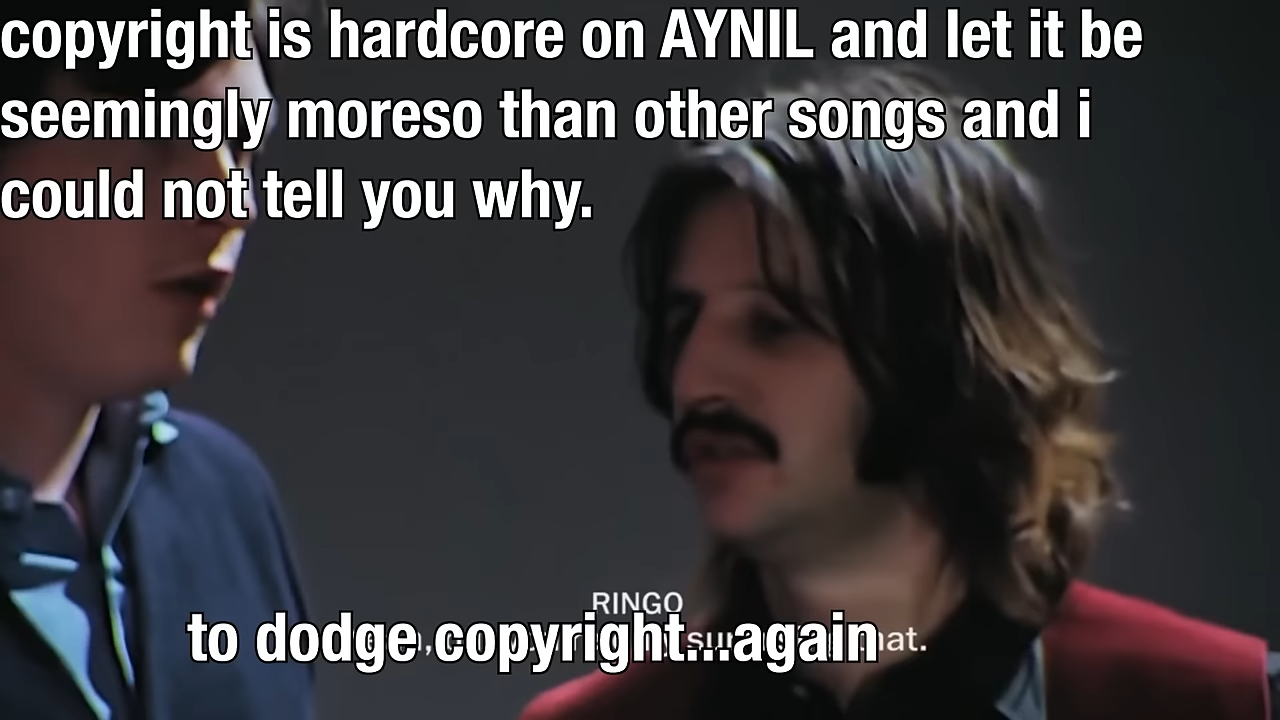 copyright is hardcore on AYNIL and let it be
seemingly moreso than other songs and i
could not tell you why.
RINGO
to dodge copyright...again